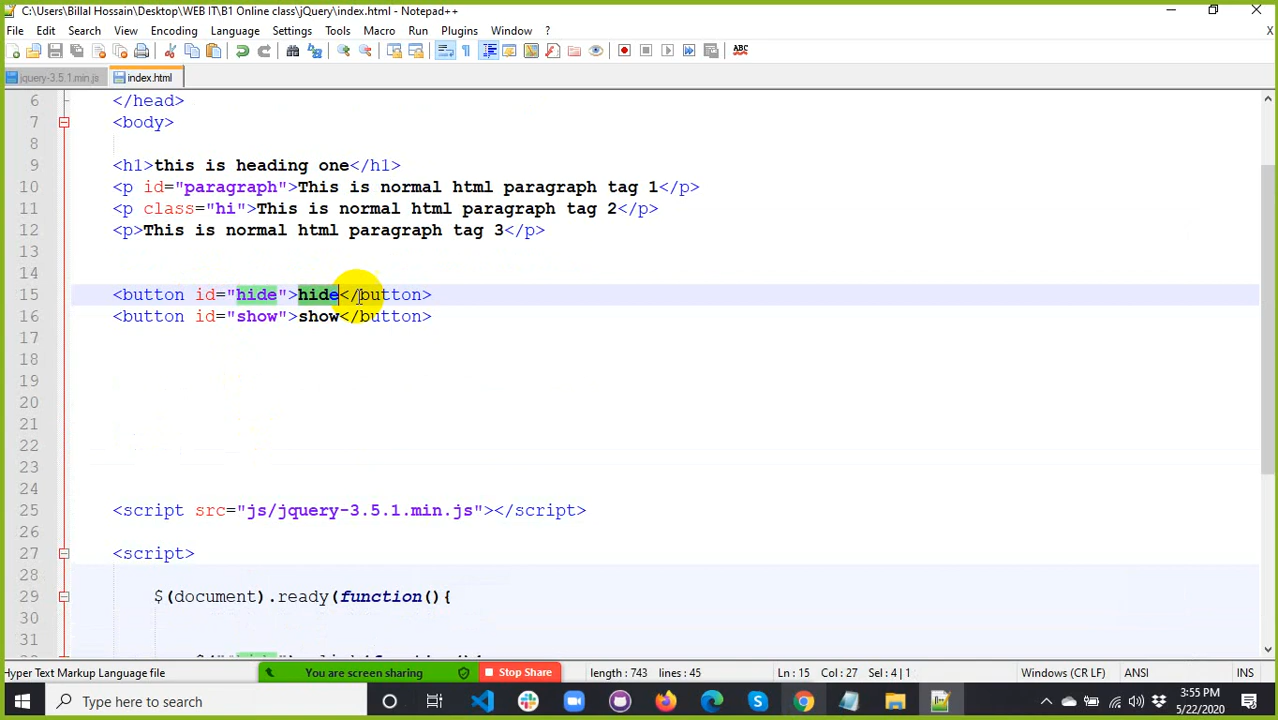 C:\Users\Billal Hossain\Desktop\WEB IT\B1 Online class\jQuery\index.html - Notepad++
File Edit Search View Encoding Language Settings Tools Macro Run Plugins Window ? X
ABC
jquery-3.5.1.min.js index.html
6 </head>
7 <body>
8
9 <h1>this is heading one</h1>
10 <p id="paragraph">This is normal html paragraph tag 1</p>
11 <p class="hi">This is normal html paragraph tag 2</p>
12 <p>This is normal html paragraph tag 3</p>
13
14
15 <button id="hide">hide</button>
16 <button id="show">show</button>
17
18
19
20
21
22
23
24
25 <script src="js/jquery-3.5.1.min.js"></script>
26
27 <script>
28
29 $(document).ready(function(){
30
31
Hyper Text Markup Language file You are screen sharing Stop Share length : 743 lines : 45 Ln : 15 Col : 27 Sel : 4 | 1 Windows (CR LF) ANSI INS
Type here to search 3:55 PM
5/22/2020